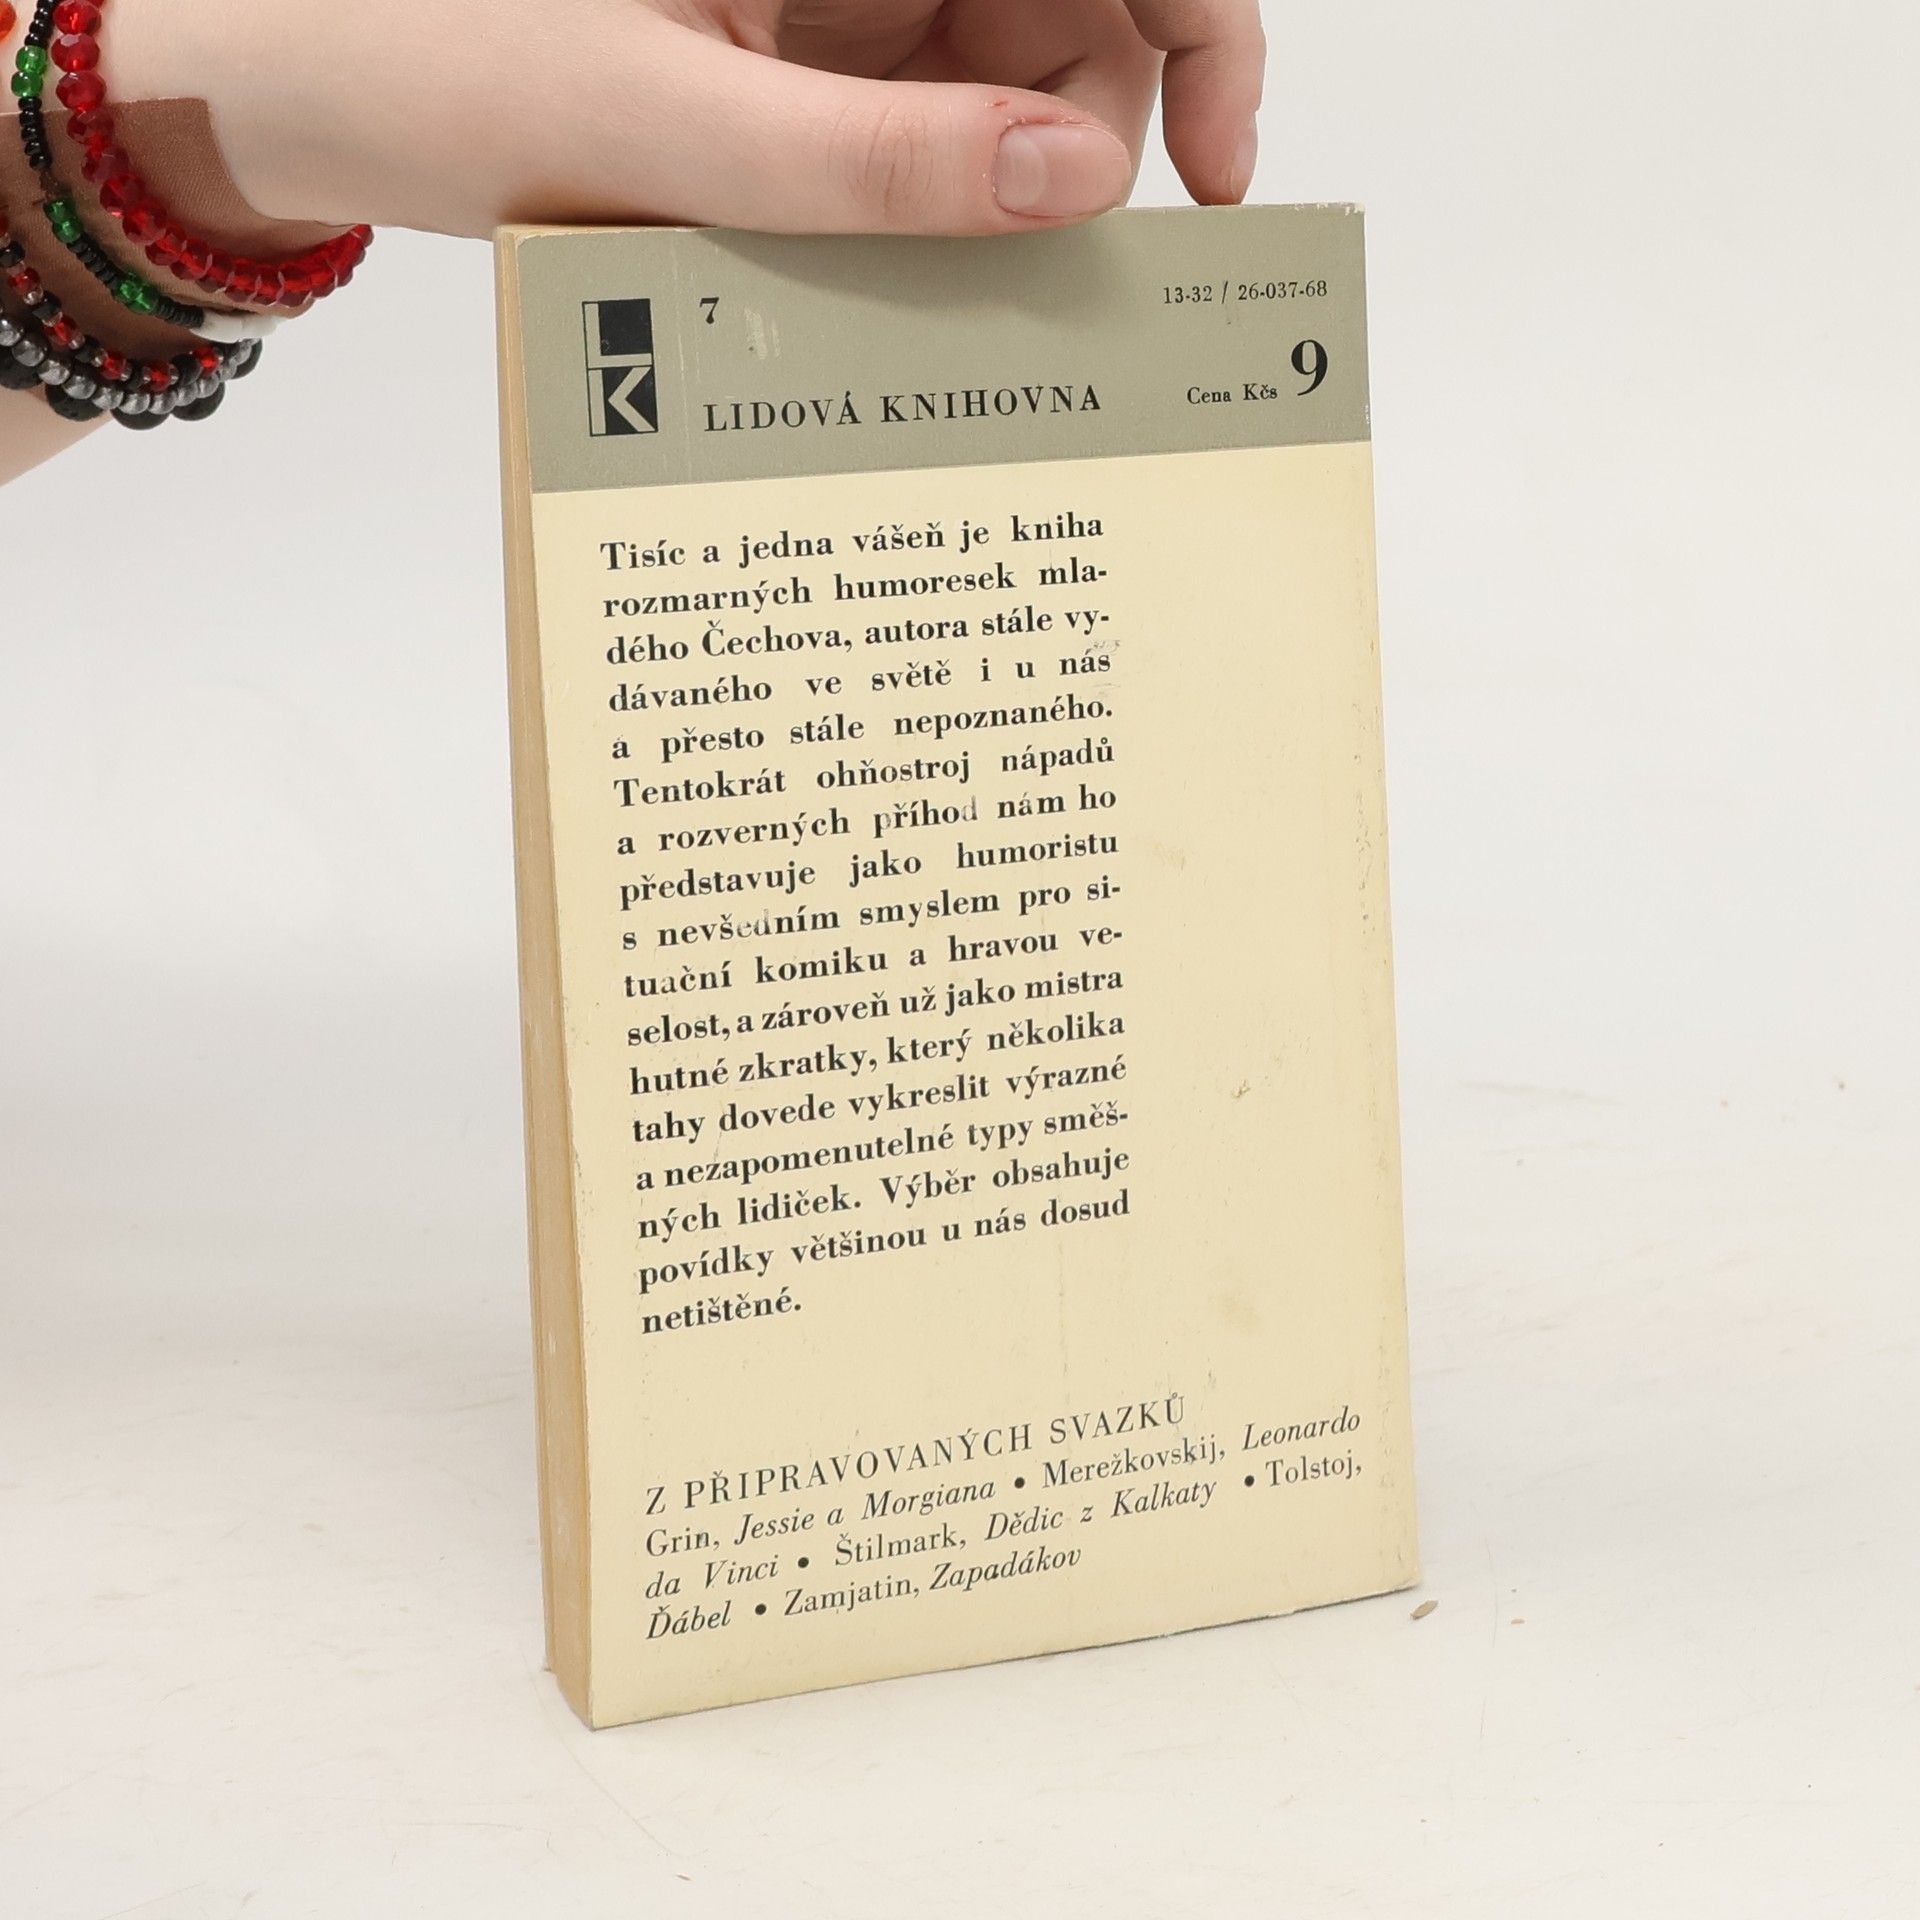 LK
7
13-32 / 26-037-68
LIDOVÁ KNIHOVNA
Cena Kčs 9
Tisíc a jedna vášeň je kniha
rozmarných humoresek mla-
dého Čechova, autora stále vy-
dávaného ve světě i u nás
a přesto stále nepoznaného.
Tentokrát ohňostroj nápadů
a rozverných příhod nám ho
představuje jako humoristu
s nevšedním smyslem pro si-
tuační komiku a hravou ve-
selost, a zároveň už jako mistra
hutné zkratky, který několika
tahy dovede vykreslit výrazné
a nezapomenutelné typy směš-
ných lidiček. Výběr obsahuje
povídky většinou u nás dosud
netištěné.
Z PŘIPRAVOVANÝCH SVAZKŮ
Grin, Jessie a Morgiana • Merežkovskij, Leonardo
da Vinci • Štilmark, Dědic z Kalkaty • Tolstoj,
Ďábel • Zamjatin, Zapadákov